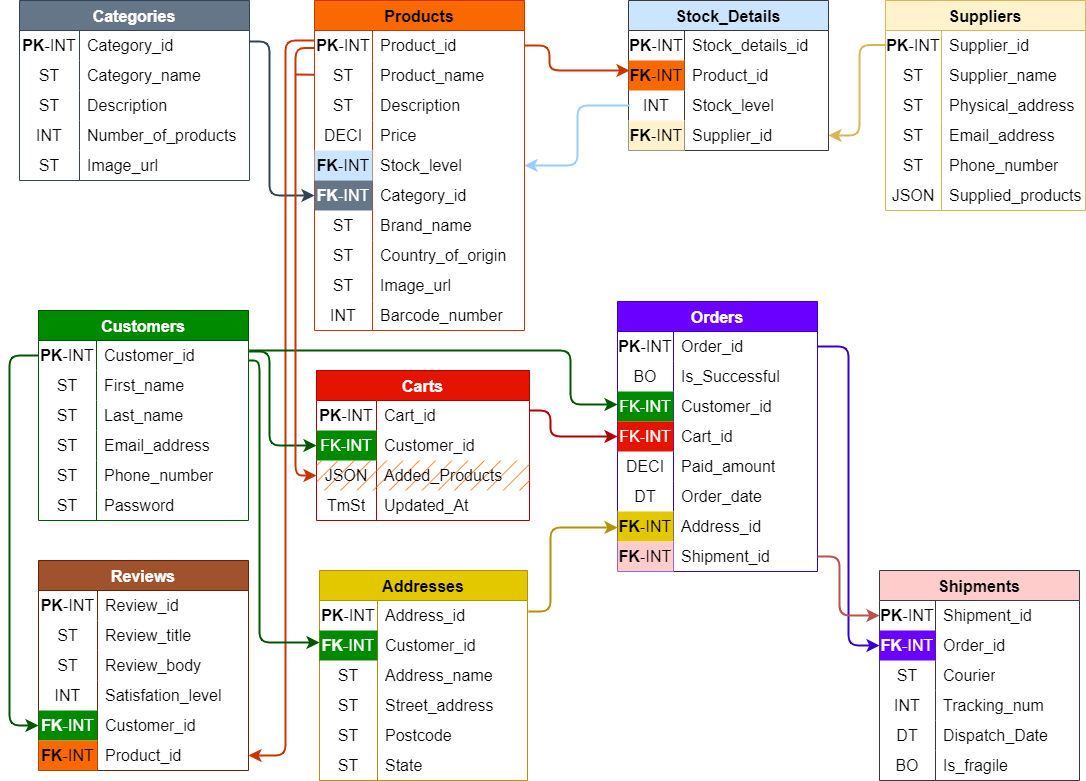 Categories
PK-INT Category_id
ST Category_name
ST Description
INT Number_of_products
ST Image_url
Products
PK-INT Product_id
ST Product_name
ST Description
DECI Price
FK-INT Stock_level
FK-INT Category_id
ST Brand_name
ST Country_of_origin
ST Image_url
INT Barcode_number
Stock_Details
PK-INT Stock_details_id
FK-INT Product_id
INT Stock_level
FK-INT Supplier_id
Suppliers
PK-INT Supplier_id
ST Supplier_name
ST Physical_address
ST Email_address
ST Phone_number
JSON Supplied_products
Customers
PK-INT Customer_id
ST First_name
ST Last_name
ST Email_address
ST Phone_number
ST Password
Carts
PK-INT Cart_id
FK-INT Customer_id
JSON Added_Products
TmSt Updated_At
Orders
PK-INT Order_id
BO Is_Successful
FK-INT Customer_id
FK-INT Cart_id
DECI Paid_amount
DT Order_date
FK-INT Address_id
FK-INT Shipment_id
Reviews
PK-INT Review_id
ST Review_title
ST Review_body
INT Satisfation_level
FK-INT Customer_id
FK-INT Product_id
Addresses
PK-INT Address_id
FK-INT Customer_id
ST Address_name
ST Street_address
ST Postcode
ST State
Shipments
PK-INT Shipment_id
FK-INT Order_id
ST Courier
INT Tracking_num
DT Dispatch_Date
BO Is_fragile